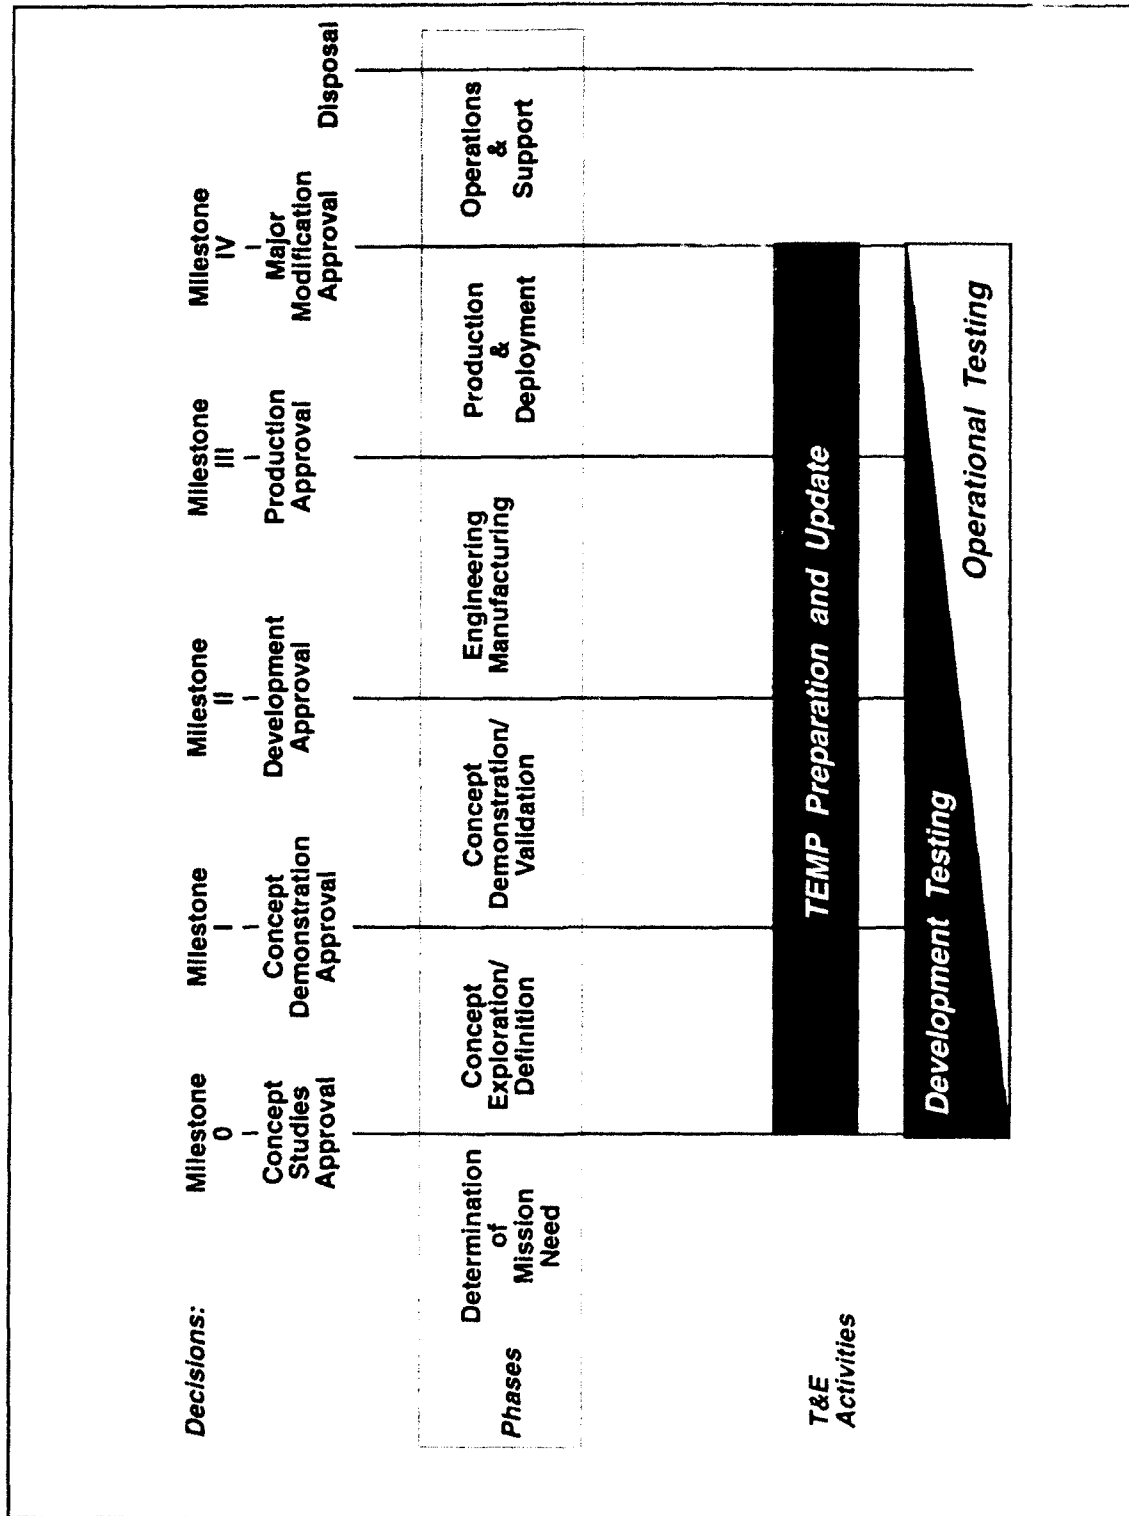 Decisions:
Milestone
0
Concept
Studies
Approval
Milestone
I
Concept
Demonstration
Approval
Milestone
II
Development
Approval
Milestone
III
Production
Approval
Milestone
IV
Major
Modification
Approval
Disposal
Phases
Determination
of
Mission
Need
Concept
Exploration/
Definition
Concept
Demonstration/
Validation
Engineering
Manufacturing
Production
&
Deployment
Operations
&
Support
T&E
Activities
TEMP Preparation and Update
Development Testing
Operational Testing